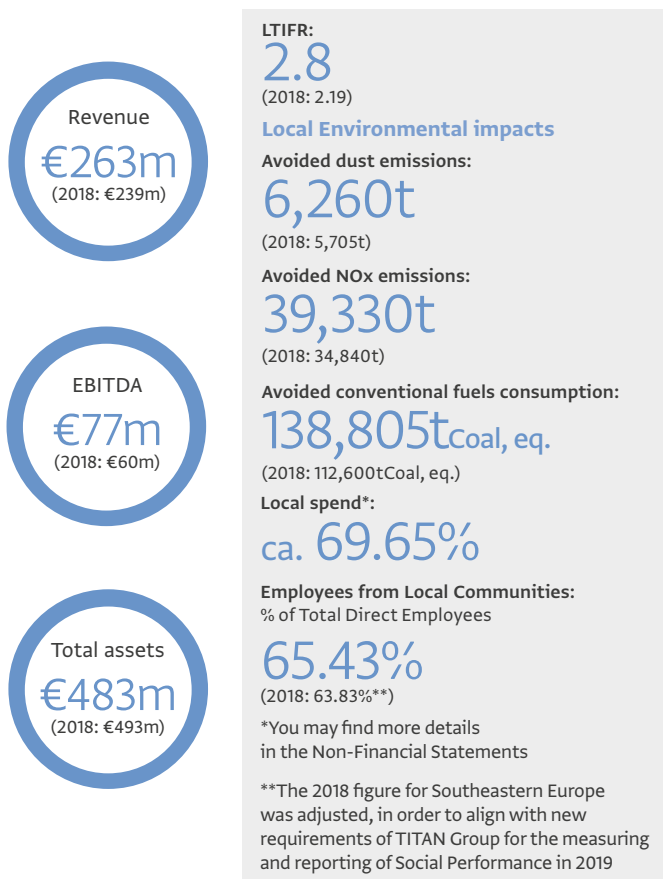 Revenue
€263m
(2018: €239m)
EBITDA
€77m
(2018: €60m)
Total assets
€483m
(2018: €493m)
LTIFR:
2.8
(2018: 2.19)
Local Environmental impacts
Avoided dust emissions:
6,260t
(2018: 5,705t)
Avoided NOx emissions:
39,330t
(2018: 34,840t)
Avoided conventional fuels consumption:
138,805tCoal, eq.
(2018: 112,600tCoal, eq.)
Local spend*:
ca. 69.65%
Employees from Local Communities:
% of Total Direct Employees
65.43%
(2018: 63.83%**)
*You may find more details
in the Non-Financial Statements
**The 2018 figure for Southeastern Europe
was adjusted, in order to align with new
requirements of TITAN Group for the measuring
and reporting of Social Performance in 2019